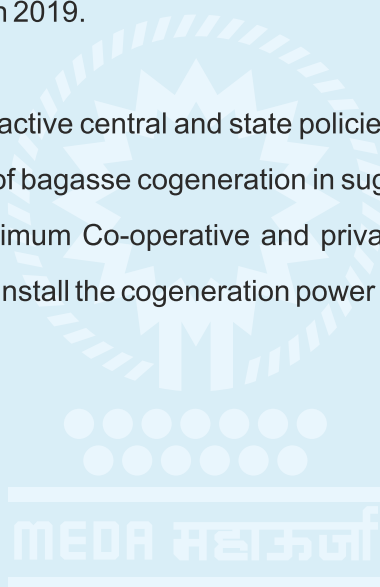 n 2019.
active central and state policie
of bagasse cogeneration in sug
imum Co-operative and priva
install the cogeneration power
MEDA महाऊर्जा